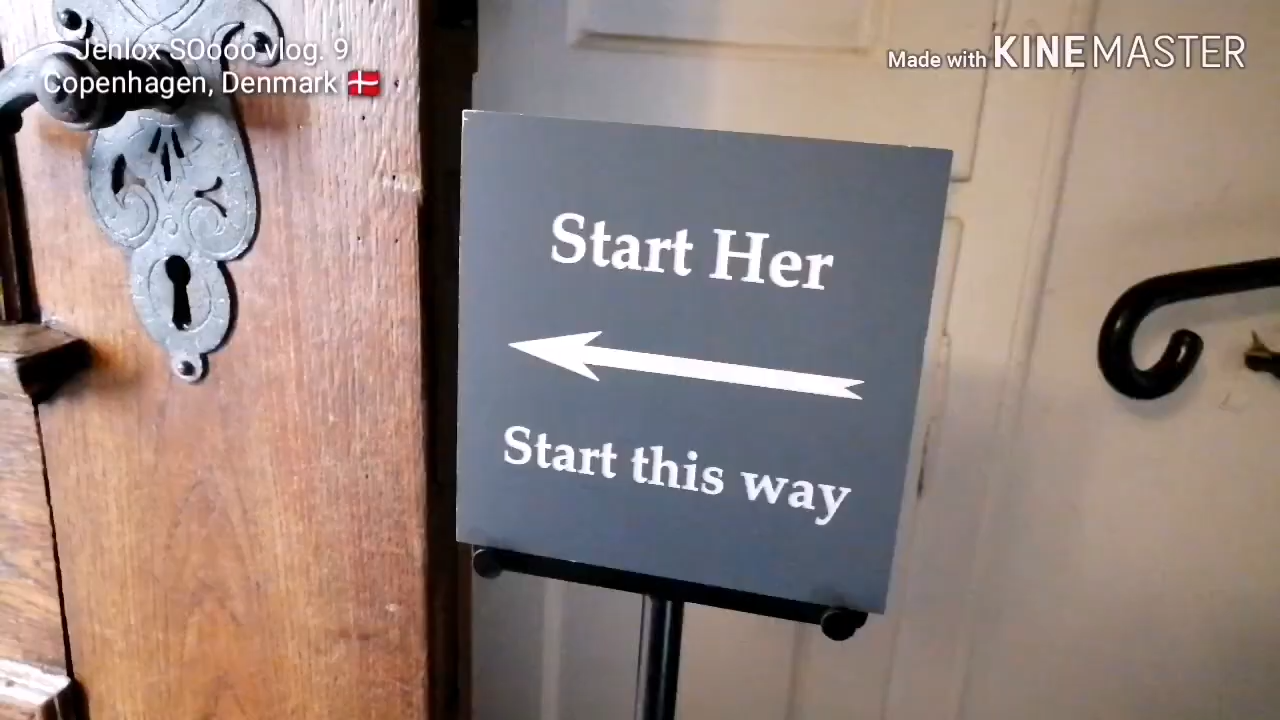 Jenlox SOooo vlog. 9
Copenhagen, Denmark 🇩🇰
Made with KINEMASTER
Start Her
Start this way